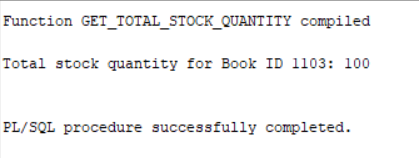 Function GET_TOTAL_STOCK_QUANTITY compiled
Total stock quantity for Book ID 1103: 100
PL/SQL procedure successfully completed.